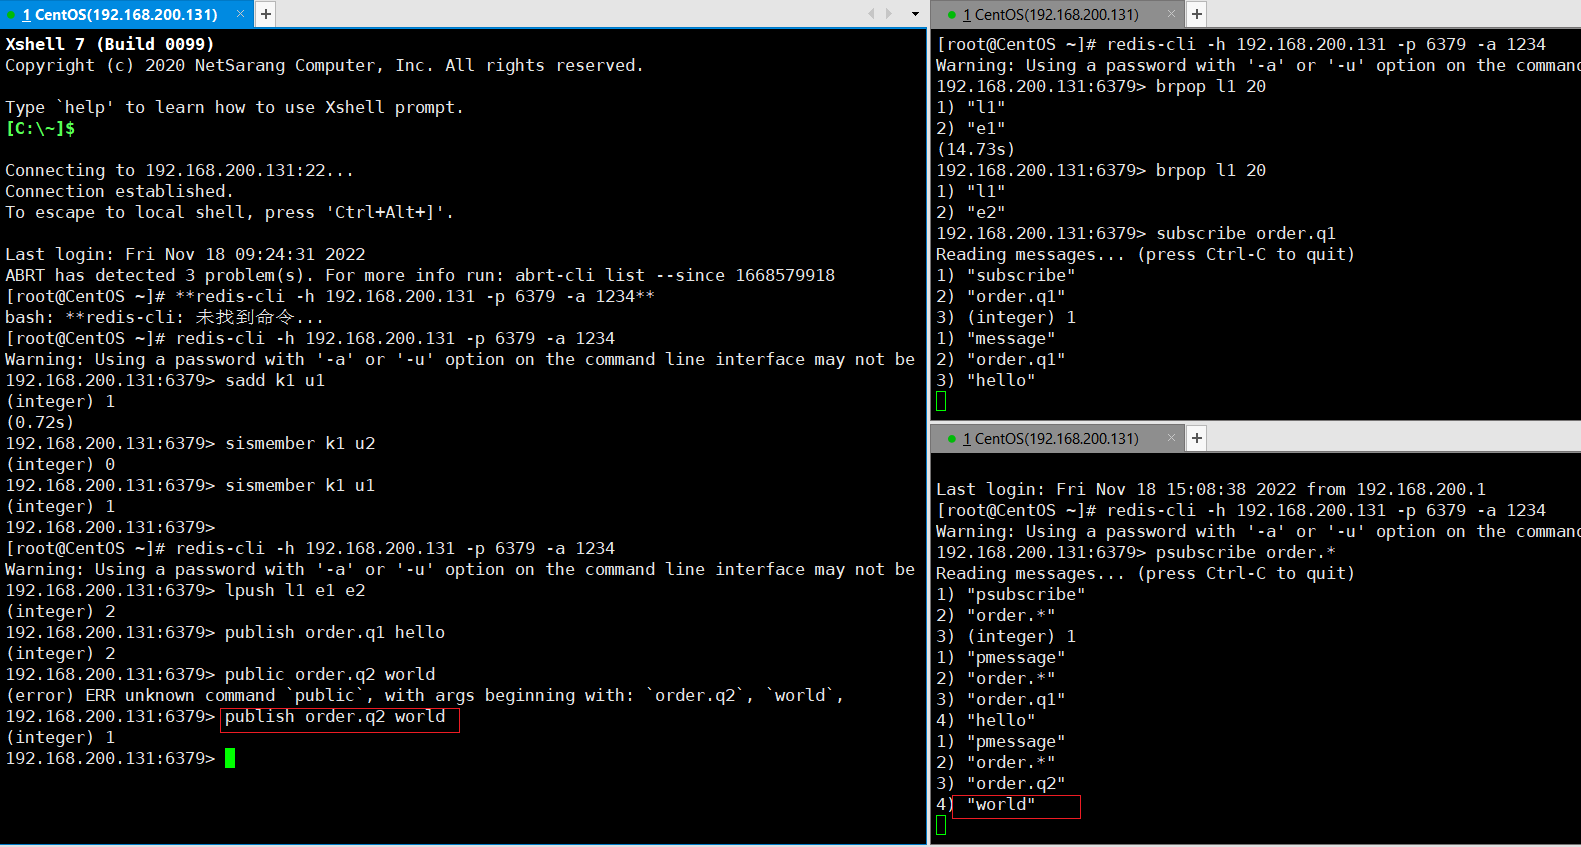 1 CentOS(192.168.200.131) × +
Xshell 7 (Build 0099)
Copyright (c) 2020 NetSarang Computer, Inc. All rights reserved.
Type `help' to learn how to use Xshell prompt.
[C:\~]$
Connecting to 192.168.200.131:22...
Connection established.
To escape to local shell, press 'Ctrl+Alt+]'.
Last login: Fri Nov 18 09:24:31 2022
ABRT has detected 3 problem(s). For more info run: abrt-cli list --since 1668579918
[root@CentOS ~]# **redis-cli -h 192.168.200.131 -p 6379 -a 1234**
bash: **redis-cli: 未找到命令...
[root@CentOS ~]# redis-cli -h 192.168.200.131 -p 6379 -a 1234
Warning: Using a password with '-a' or '-u' option on the command line interface may not be
192.168.200.131:6379> sadd k1 u1
(integer) 1
(0.72s)
192.168.200.131:6379> sismember k1 u2
(integer) 0
192.168.200.131:6379> sismember k1 u1
(integer) 1
192.168.200.131:6379>
[root@CentOS ~]# redis-cli -h 192.168.200.131 -p 6379 -a 1234
Warning: Using a password with '-a' or '-u' option on the command line interface may not be
192.168.200.131:6379> lpush l1 e1 e2
(integer) 2
192.168.200.131:6379> publish order.q1 hello
(integer) 2
192.168.200.131:6379> public order.q2 world
(error) ERR unknown command `public`, with args beginning with: `order.q2`, `world`,
192.168.200.131:6379> publish order.q2 world
(integer) 1
192.168.200.131:6379>
1 CentOS(192.168.200.131) × +
[root@CentOS ~]# redis-cli -h 192.168.200.131 -p 6379 -a 1234
Warning: Using a password with '-a' or '-u' option on the command
192.168.200.131:6379> brpop l1 20
1) "l1"
2) "e1"
(14.73s)
192.168.200.131:6379> brpop l1 20
1) "l1"
2) "e2"
192.168.200.131:6379> subscribe order.q1
Reading messages... (press Ctrl-C to quit)
1) "subscribe"
2) "order.q1"
3) (integer) 1
1) "message"
2) "order.q1"
3) "hello"
1 CentOS(192.168.200.131) × +
Last login: Fri Nov 18 15:08:38 2022 from 192.168.200.1
[root@CentOS ~]# redis-cli -h 192.168.200.131 -p 6379 -a 1234
Warning: Using a password with '-a' or '-u' option on the command
192.168.200.131:6379> psubscribe order.*
Reading messages... (press Ctrl-C to quit)
1) "psubscribe"
2) "order.*"
3) (integer) 1
1) "pmessage"
2) "order.*"
3) "order.q1"
4) "hello"
1) "pmessage"
2) "order.*"
3) "order.q2"
4) "world"